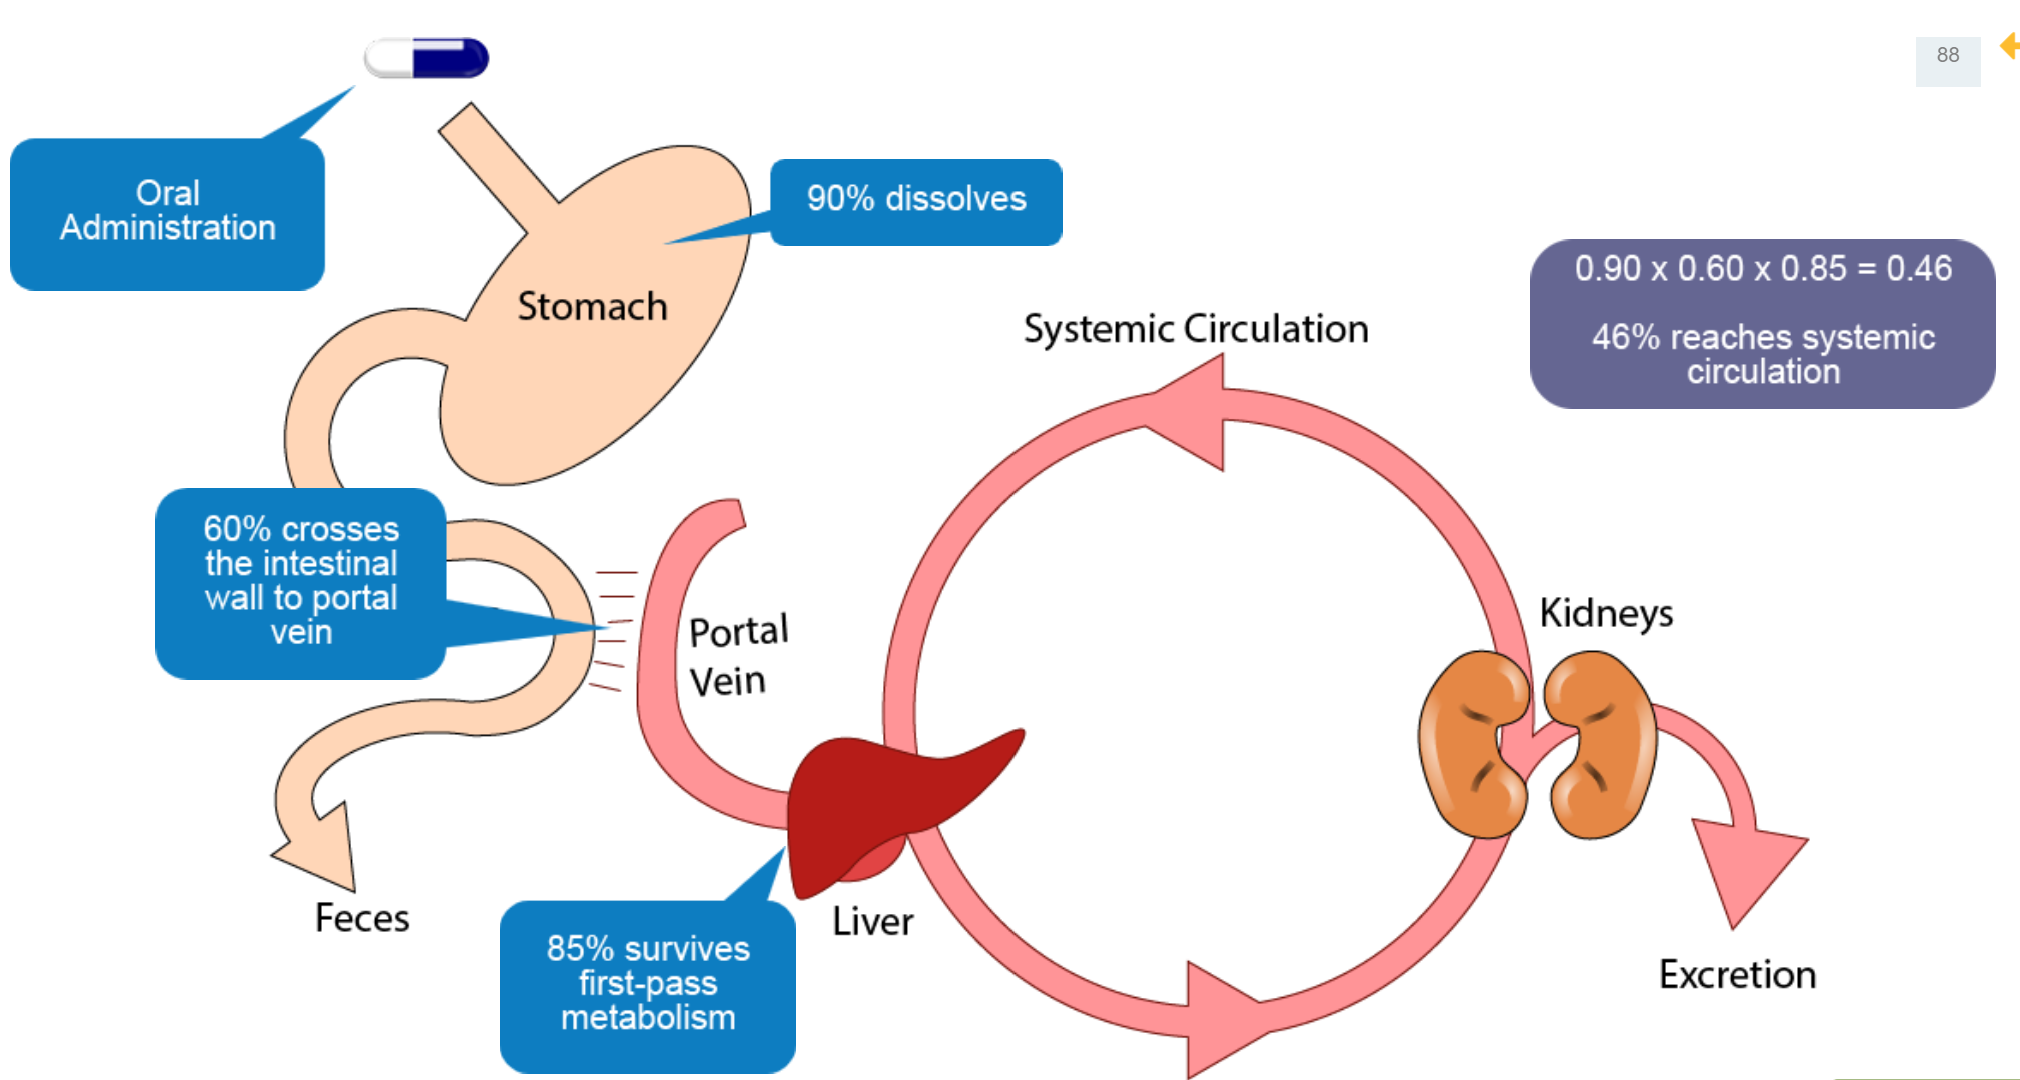 88
Oral
Administration
90% dissolves
Stomach
0.90 x 0.60 x 0.85 = 0.46
46% reaches systemic
circulation
Systemic Circulation
60% crosses
the intestinal
wall to portal
vein
Portal
Vein
Kidneys
Feces
85% survives
first-pass
metabolism
Liver
Excretion